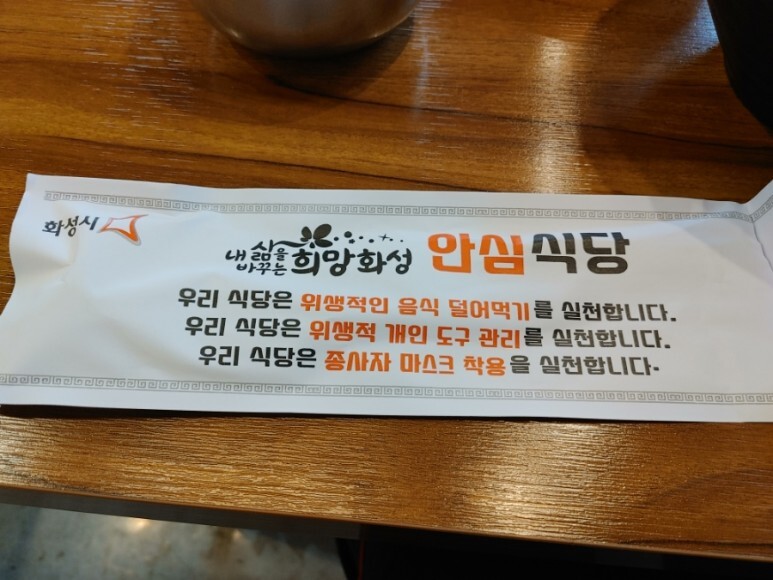 화성시
내 삶을 바꾸는 희망화성 안심식당
우리 식당은 위생적인 음식 덜어먹기를 실천합니다.
우리 식당은 위생적 개인 도구 관리를 실천합니다.
우리 식당은 종사자 마스크 착용을 실천합니다.